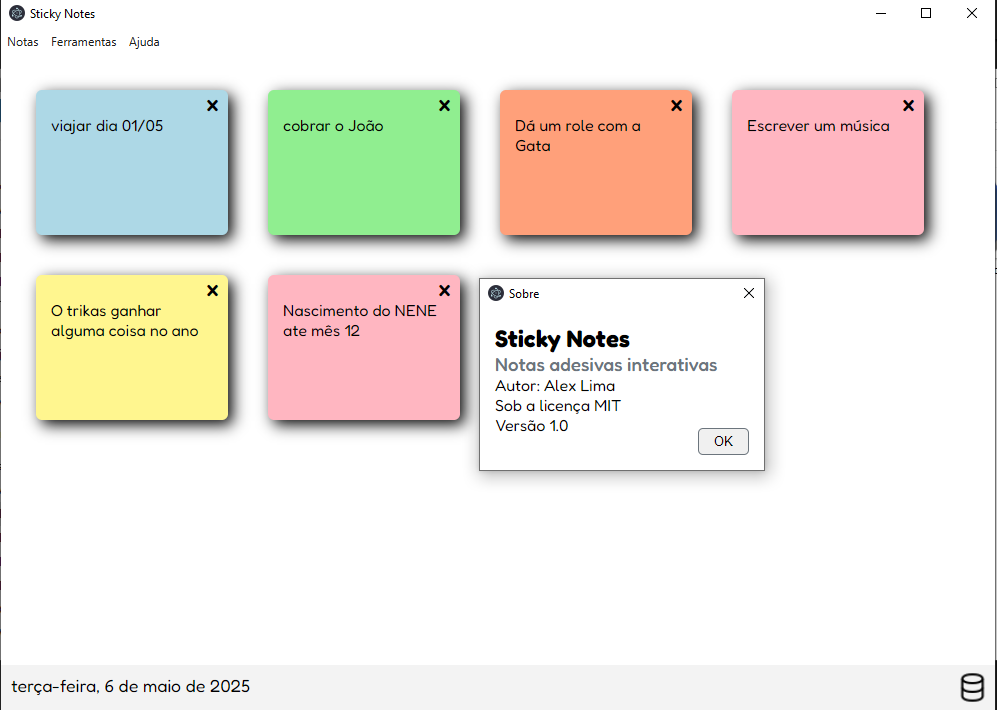 Sticky Notes
Notas Ferramentas Ajuda
viajar dia 01/05
cobrar o João
Dá um role com a
Gata
Escrever um música
O trikas ganhar
alguma coisa no ano
Nascimento do NENE
ate mês 12
Sobre
Sticky Notes
Notas adesivas interativas
Autor: Alex Lima
Sob a licença MIT
Versão 1.0
OK
terça-feira, 6 de maio de 2025